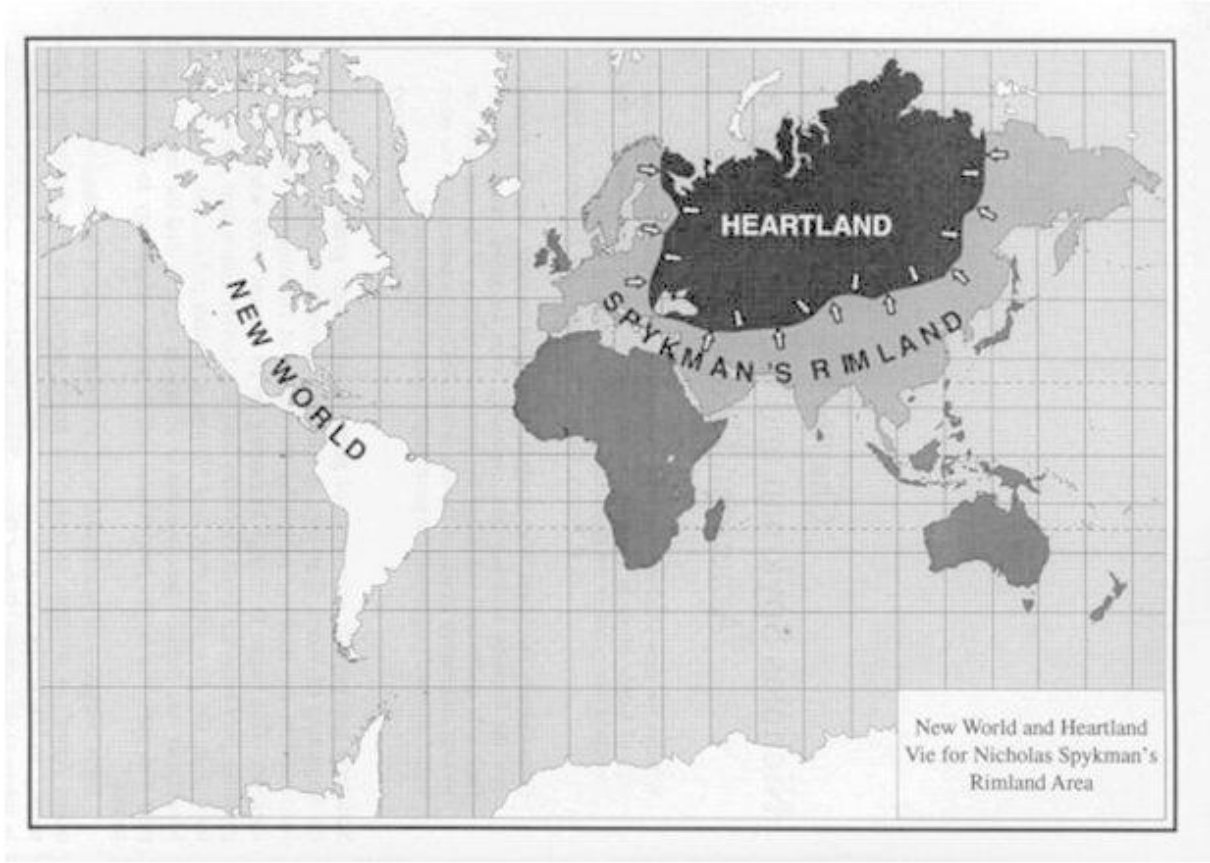 HEARTLAND
NEW WORLD
SPYKMAN'S RIMLAND
New World and Heartland
Vie for Nicholas Spykman's
Rimland Area